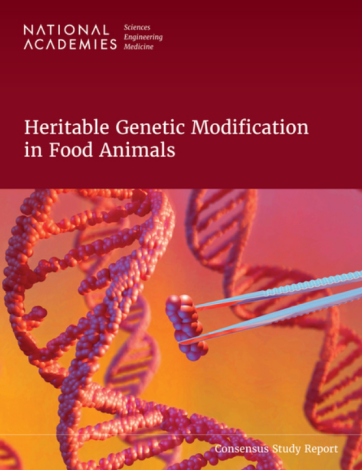 NATIONAL
ACADEMIES
Sciences
Engineering
Medicine
Heritable Genetic Modification
in Food Animals
Consensus Study Report